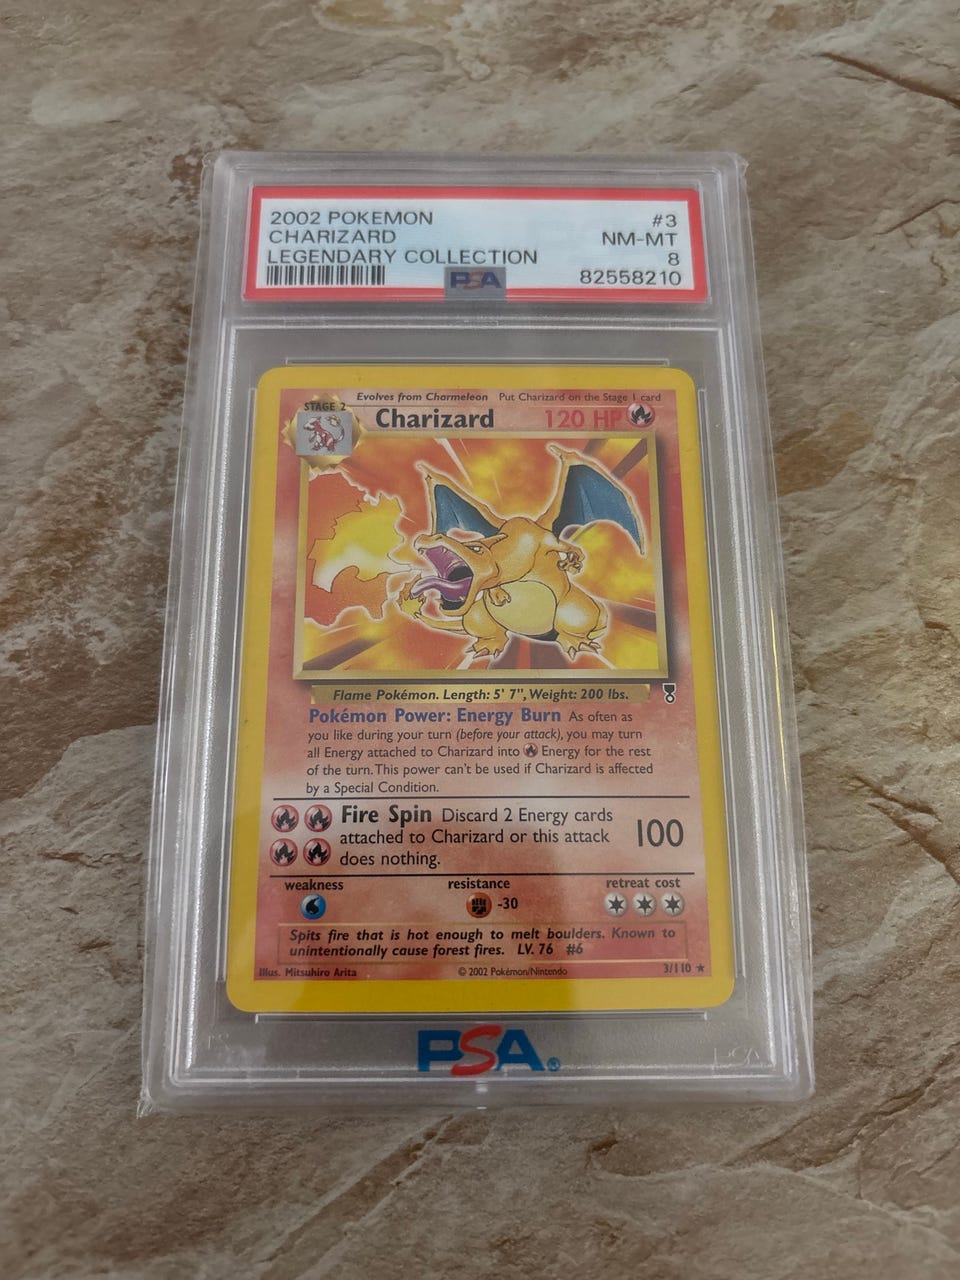 2002 POKEMON #3
CHARIZARD NM-MT
LEGENDARY COLLECTION 8
PSA 82558210
Evolves from Charmeleon Put Charizard on the Stage 1 card
STAGE 2 Charizard 120 HP
Flame Pokémon. Length: 5' 7", Weight: 200 lbs.
Pokémon Power: Energy Burn As often as
you like during your turn (before your attack), you may turn
all Energy attached to Charizard into Energy for the rest
of the turn. This power can't be used if Charizard is affected
by a Special Condition.
Fire Spin Discard 2 Energy cards
attached to Charizard or this attack 100
does nothing.
weakness resistance retreat cost
-30
Spits fire that is hot enough to melt boulders. Known to
unintentionally cause forest fires. LV. 76 #6
Illus. Mitsuhiro Arita © 2002 Pokémon/Nintendo 3/110 ★
PSA®
PSA